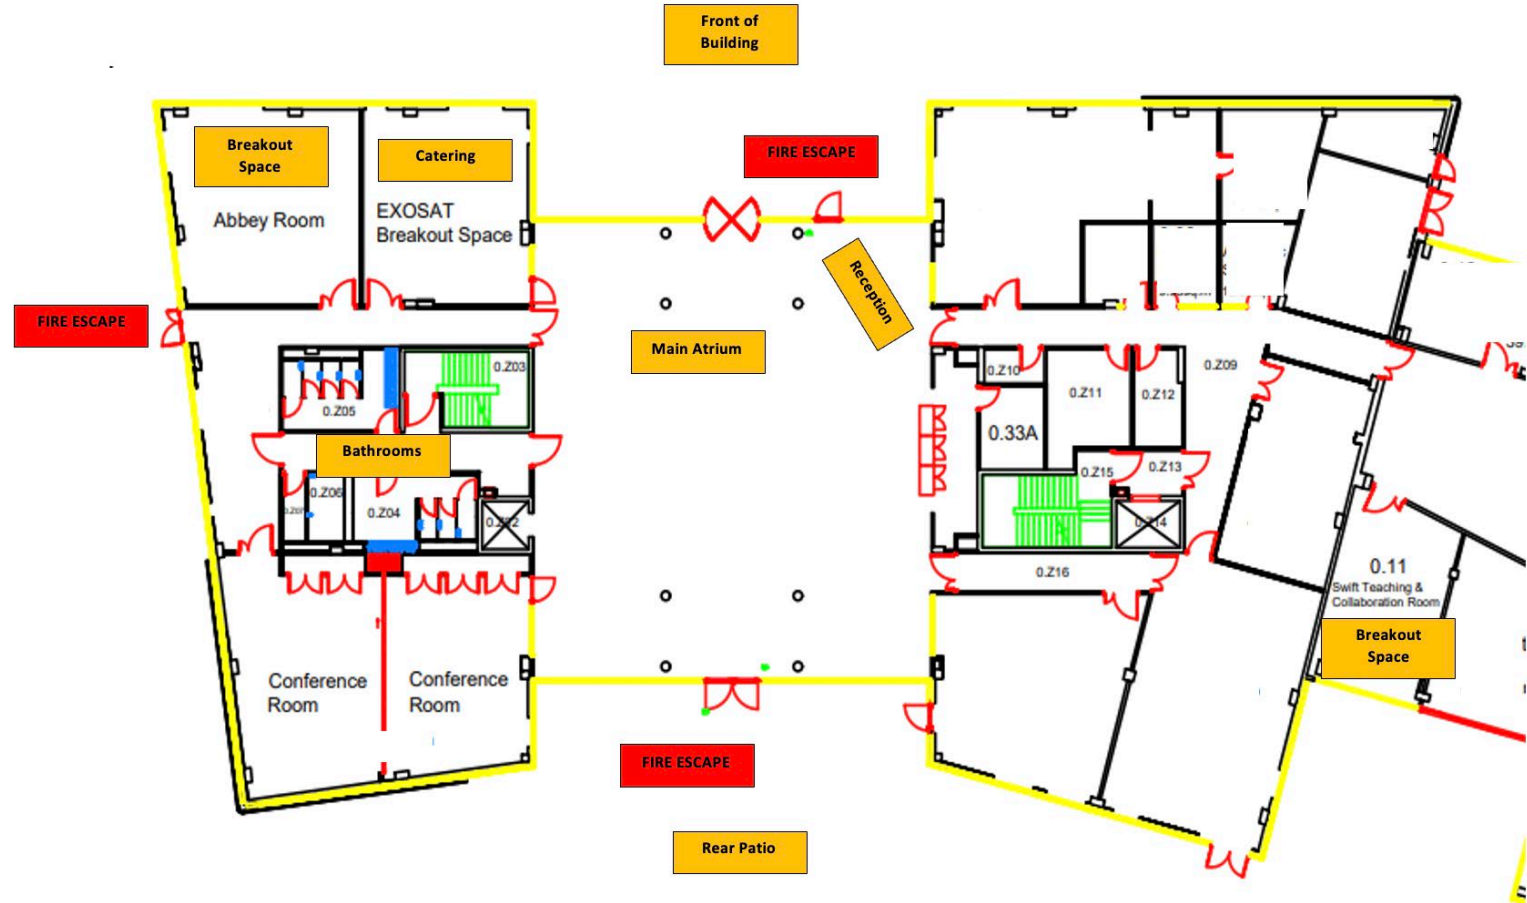 Front of
Building
FIRE ESCAPE
Breakout
Space
Catering
Abbey Room
EXOSAT
Breakout Space
Reception
FIRE ESCAPE
Main Atrium
0.Z03
0.Z05
Bathrooms
0.Z06
0.Z04
0.Z10
0.Z11
0.Z12
0.Z09
0.33A
0.Z15
0.Z13
0.Z14
0.Z16
0.11
Swift Teaching &
Collaboration Room
Breakout
Space
Conference
Room
Conference
Room
FIRE ESCAPE
Rear Patio